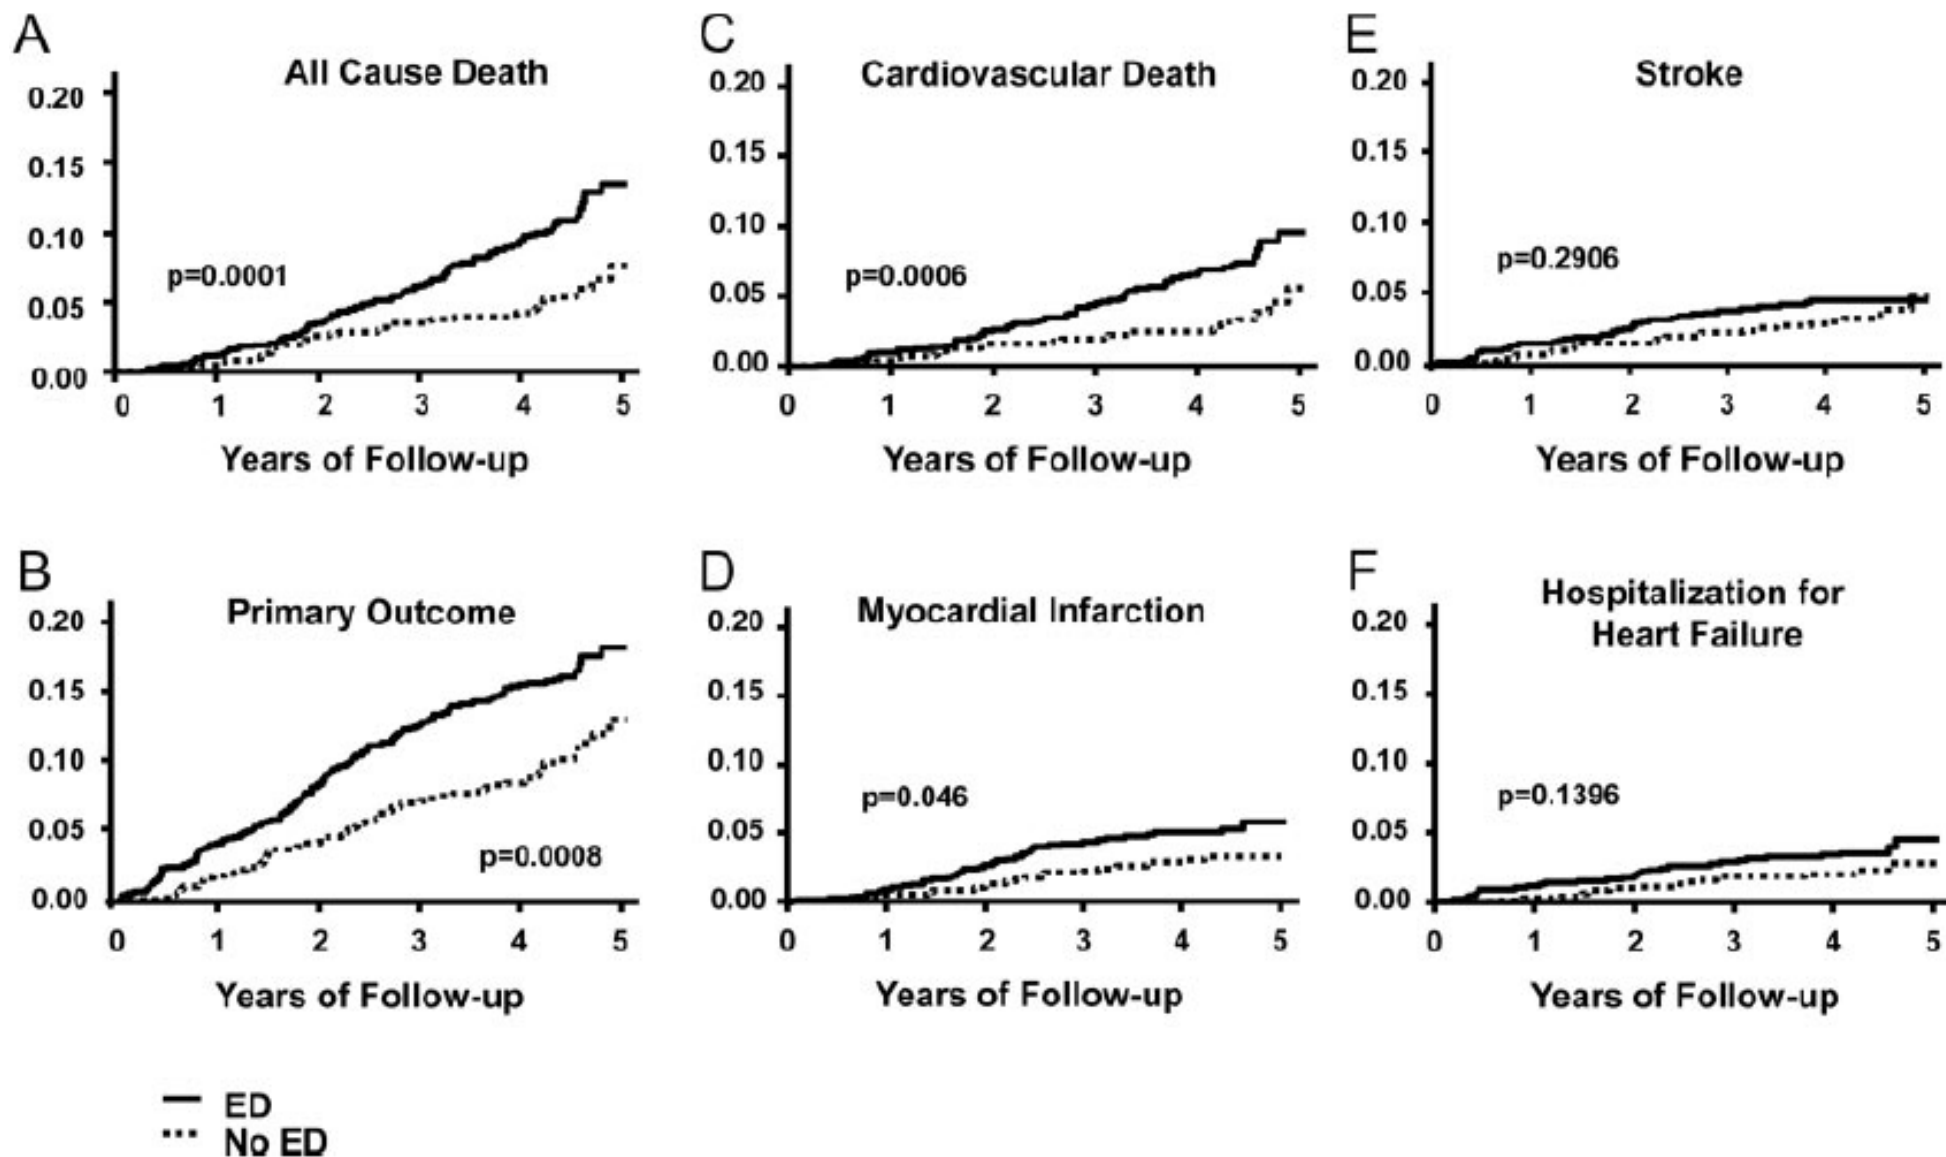 A
All Cause Death
0.20
0.15
0.10
0.05
0.00
p=0.0001
0 1 2 3 4 5
Years of Follow-up
C
Cardiovascular Death
0.20
0.15
0.10
0.05
0.00
p=0.0006
0 1 2 3 4 5
Years of Follow-up
E
Stroke
0.20
0.15
0.10
0.05
0.00
p=0.2906
0 1 2 3 4 5
Years of Follow-up
B
Primary Outcome
0.20
0.15
0.10
0.05
0.00
p=0.0008
0 1 2 3 4 5
Years of Follow-up
D
Myocardial Infarction
0.20
0.15
0.10
0.05
0.00
p=0.046
0 1 2 3 4 5
Years of Follow-up
F
Hospitalization for
Heart Failure
0.20
0.15
0.10
0.05
0.00
p=0.1396
0 1 2 3 4 5
Years of Follow-up
ED
No ED